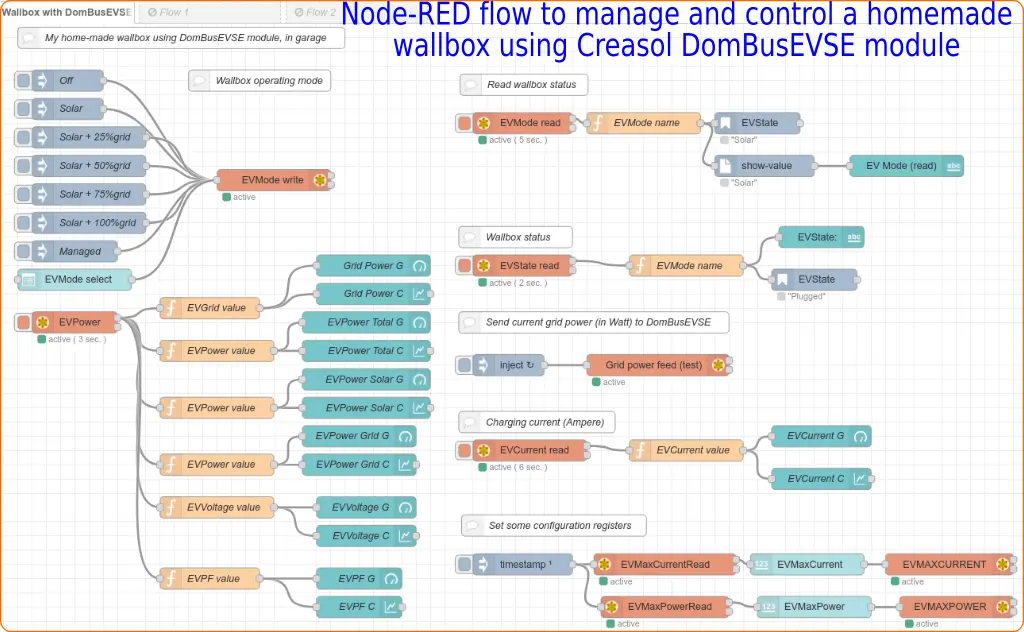 Wallbox with DomBusEVSE
Flow 1
Flow 2
Node-RED flow to manage and control a homemade
wallbox using Creasol DomBusEVSE module
My home-made wallbox using DomBusEVSE module, in garage
Wallbox operating mode
Off
Solar
Solar + 25%grid
Solar + 50%grid
Solar + 75%grid
Solar + 100%grid
Managed
EVMode select
EVMode write
active
EVPower
active ( 3 sec. )
EVGrid value
EVPower value
EVPower value
EVPower value
EVVoltage value
EVPF value
Grid Power G
Grid Power C
EVPower Total G
EVPower Total C
EVPower Solar G
EVPower Solar C
EVPower Grid G
EVPower Grid C
EVVoltage G
EVVoltage C
EVPF G
EVPF C
Read wallbox status
EVMode read
active ( 5 sec. )
EVMode name
EVState
"Solar"
show-value
"Solar"
EV Mode (read)
abc
Wallbox status
EVState read
active ( 2 sec. )
EVMode name
EVState:
abc
EVState
"Plugged"
Send current grid power (in Watt) to DomBusEVSE
inject ↻
Grid power feed (test)
active
Charging current (Ampere)
EVCurrent read
active ( 6 sec. )
EVCurrent value
EVCurrent G
EVCurrent C
Set some configuration registers
timestamp ¹
EVMaxCurrentRead
active
123
EVMaxCurrent
EVMAXCURRENT
active
EVMaxPowerRead
active
123
EVMaxPower
EVMAXPOWER
active